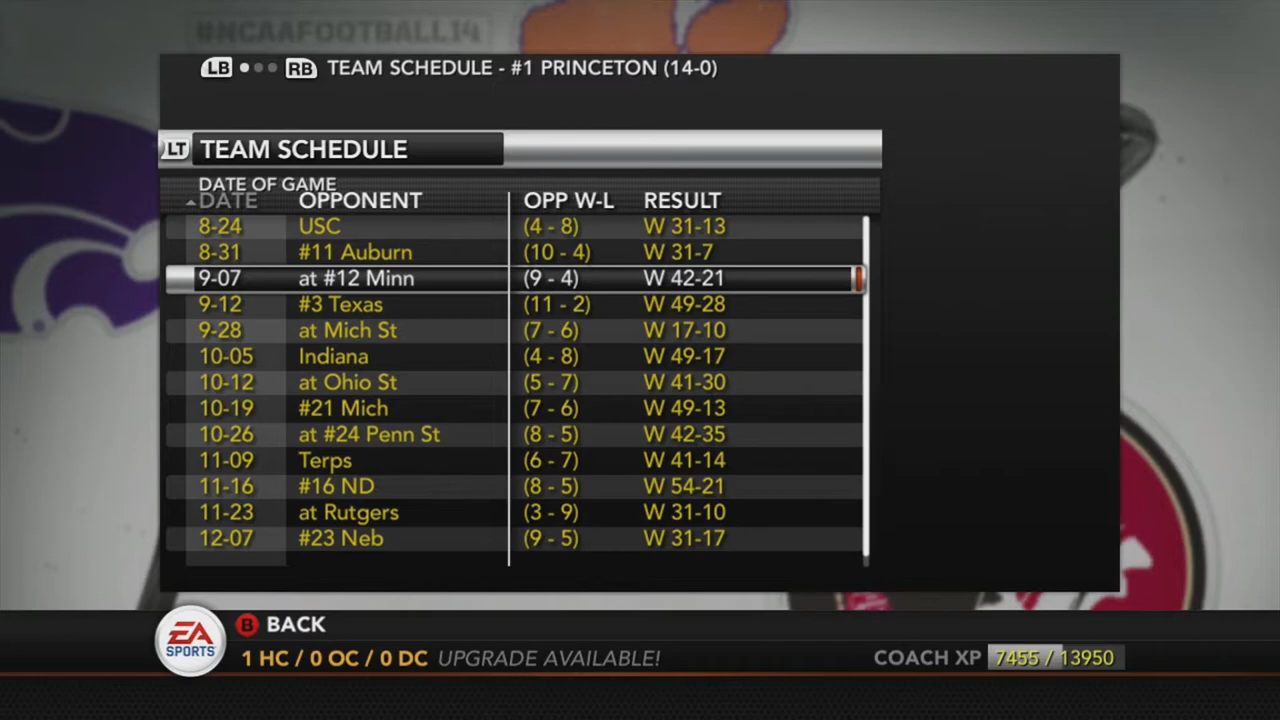 #NCAAFOOTBALL14
LB RB TEAM SCHEDULE - #1 PRINCETON (14-0)
LT TEAM SCHEDULE
DATE OF GAME
DATE OPPONENT OPP W-L RESULT
8-24 USC (4 - 8) W 31-13
8-31 #11 Auburn (10 - 4) W 31-7
9-07 at #12 Minn (9 - 4) W 42-21
9-12 #3 Texas (11 - 2) W 49-28
9-28 at Mich St (7 - 6) W 17-10
10-05 Indiana (4 - 8) W 49-17
10-12 at Ohio St (5 - 7) W 41-30
10-19 #21 Mich (7 - 6) W 49-13
10-26 at #24 Penn St (8 - 5) W 42-35
11-09 Terps (6 - 7) W 41-14
11-16 #16 ND (8 - 5) W 54-21
11-23 at Rutgers (3 - 9) W 31-10
12-07 #23 Neb (9 - 5) W 31-17
EA SPORTS
B BACK
1 HC / 0 OC / 0 DC UPGRADE AVAILABLE! COACH XP 7455 / 13950